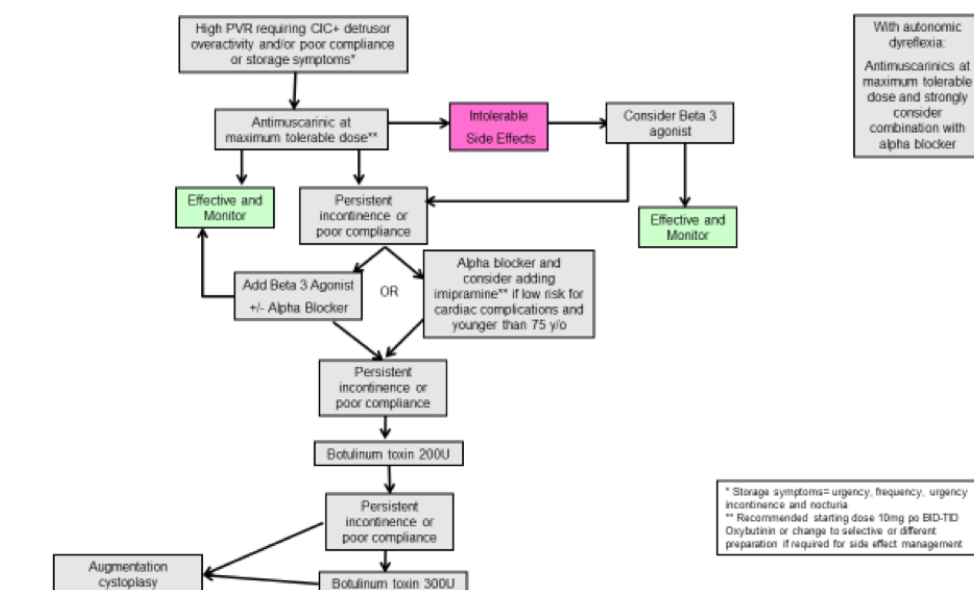 High PVR requiring CIC+ detrusor
overactivity and/or poor compliance
or storage symptoms*
With autonomic
dyreflexia:
Antimuscarinics at
maximum tolerable
dose and strongly
consider
combination with
alpha blocker
Antimuscarinic at
maximum tolerable dose**
Intolerable
Side Effects
Consider Beta 3
agonist
Effective and
Monitor
Persistent
incontinence or
poor compliance
Effective and
Monitor
Add Beta 3 Agonist
+/- Alpha Blocker
OR
Alpha blocker and
consider adding
imipramine** if low risk for
cardiac complications and
younger than 75 y/o
Persistent
incontinence or
poor compliance
Botulinum toxin 200U
Persistent
incontinence or
poor compliance
* Storage symptoms= urgency, frequency, urgency
incontinence and nocturia
** Recommended starting dose 10mg po BID-TID
Oxybutinin or change to selective or different
preparation if required for side effect management
Augmentation
cystoplasy
Botulinum toxin 300U